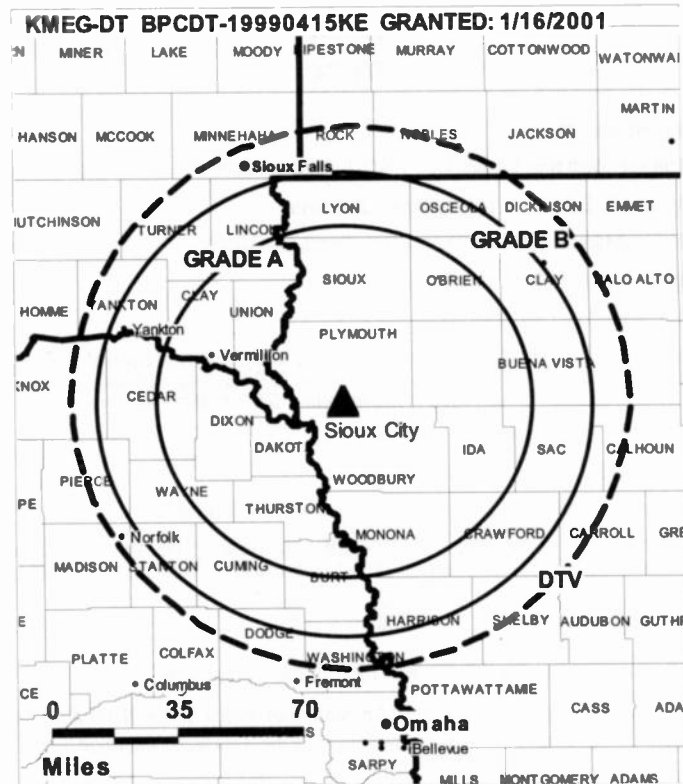 KMEG-DT BPCDT-19990415KE GRANTED: 1/16/2001
MINER LAKE MOODY PIPESTONE MURRAY COTTONWOOD WATONWA
MARTIN
HANSON MCCOOK MINNEHAHA ROCK NOBLES JACKSON
Sioux Falls
LYON OSCEOLA DICKINSON EMMET
HUTCHINSON TURNER LINCOLN
GRADE A GRADE B
SIOUX O'BRIEN CLAY PALO ALTO
HOMME YANKTON CLAY UNION
Yankton PLYMOUTH
Vermillion BUENA VISTA
KNOX CEDAR
DIXON Sioux City
DAKOTA IDA SAC CALHOUN
PIERCE WAYNE WOODBURY
THURSTON
Norfolk MONONA CRAWFORD CARROLL GRE
MADISON STANTON CUMING BURT DTV
HARRISON SHELBY AUDUBON GUTHR
DODGE
PLATTE COLFAX WASHINGTON
Columbus Fremont POTTAWATTAMIE
0 35 70 Omaha CASS ADA
Bellevue
Miles SARPY
MILLS MONTGOMERY ADAMS